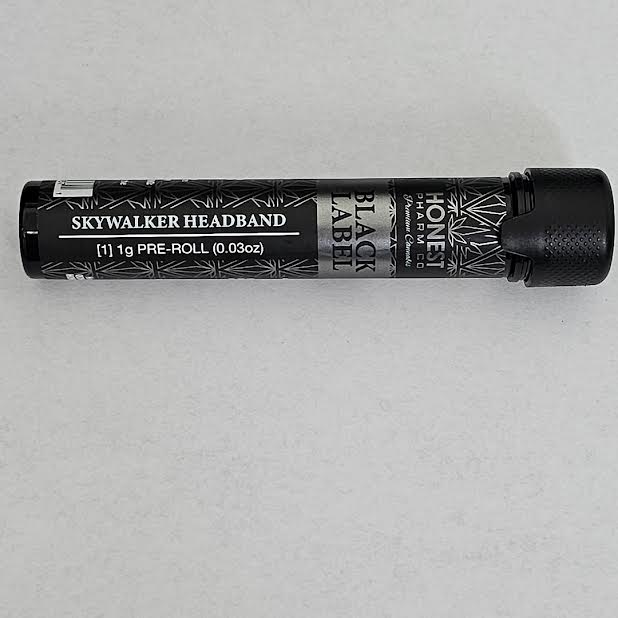 SKYWALKER HEADBAND
[1] 1g PRE-ROLL (0.03oz)
BLACK
LABEL
HONEST
PHARM CO
Premium Cannabis